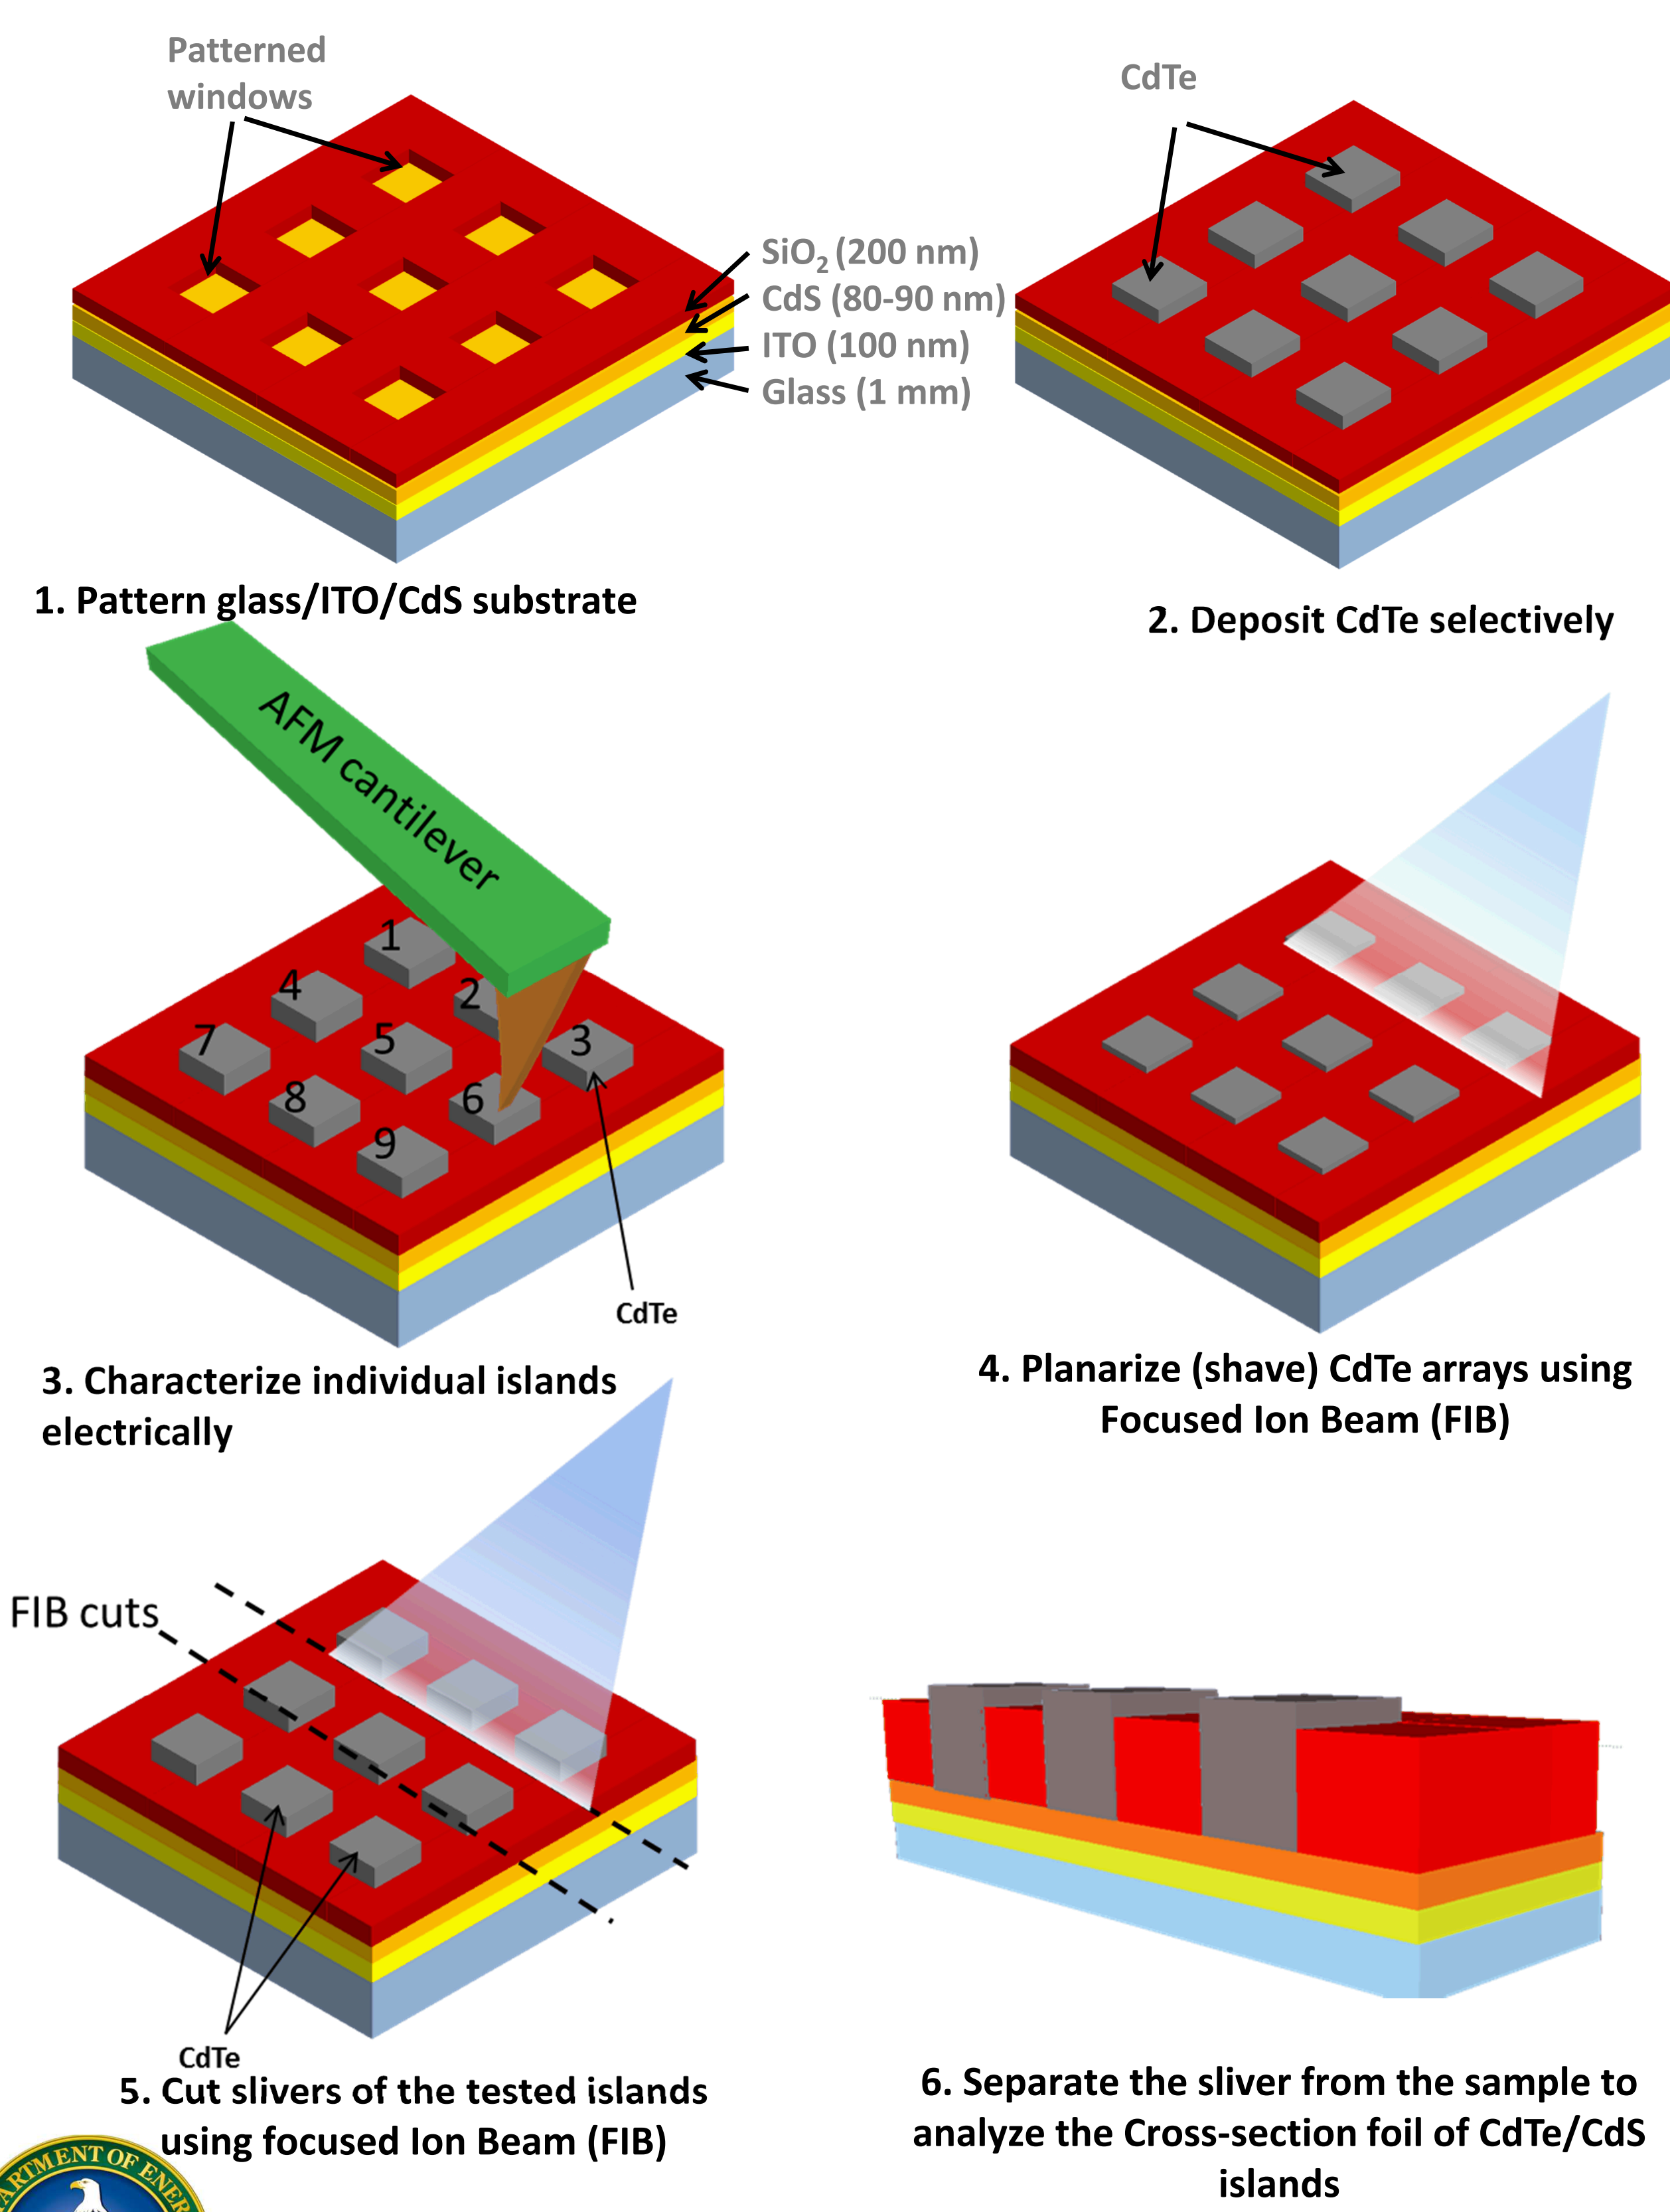 Patterned
windows
CdTe
SiO₂ (200 nm)
CdS (80-90 nm)
ITO (100 nm)
Glass (1 mm)
1. Pattern glass/ITO/CdS substrate
2. Deposit CdTe selectively
AFM cantilever
1
4
2
7
5
3
8
6
9
CdTe
3. Characterize individual islands
electrically
4. Planarize (shave) CdTe arrays using
Focused Ion Beam (FIB)
FIB cuts
CdTe
5. Cut slivers of the tested islands
using focused Ion Beam (FIB)
6. Separate the sliver from the sample to
analyze the Cross-section foil of CdTe/CdS
islands